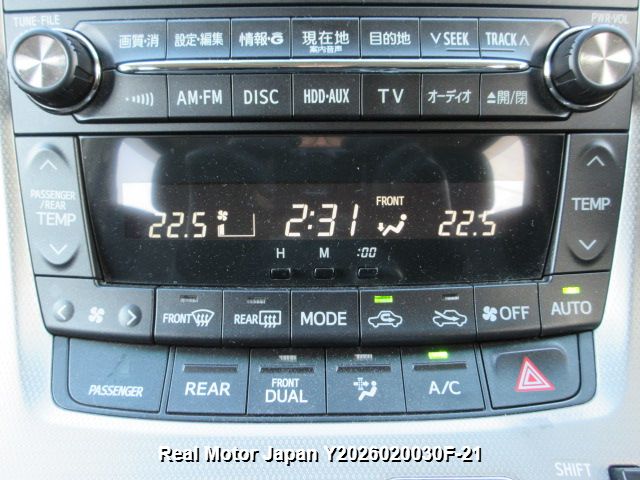 TUNE・FILE
PWR・VOL
画質・消 設定・編集 情報・G 現在地 目的地 ∨ SEEK TRACK ∧
案内音声
AM・FM DISC HDD・AUX TV オーディオ ▲開/閉
PASSENGER
/REAR
TEMP
FRONT
22.5 2:31 22.5
TEMP
H M :00
FRONT REAR MODE OFF AUTO
PASSENGER REAR FRONT
DUAL
A/C
Real Motor Japan Y2026020030F-21
SHIFT